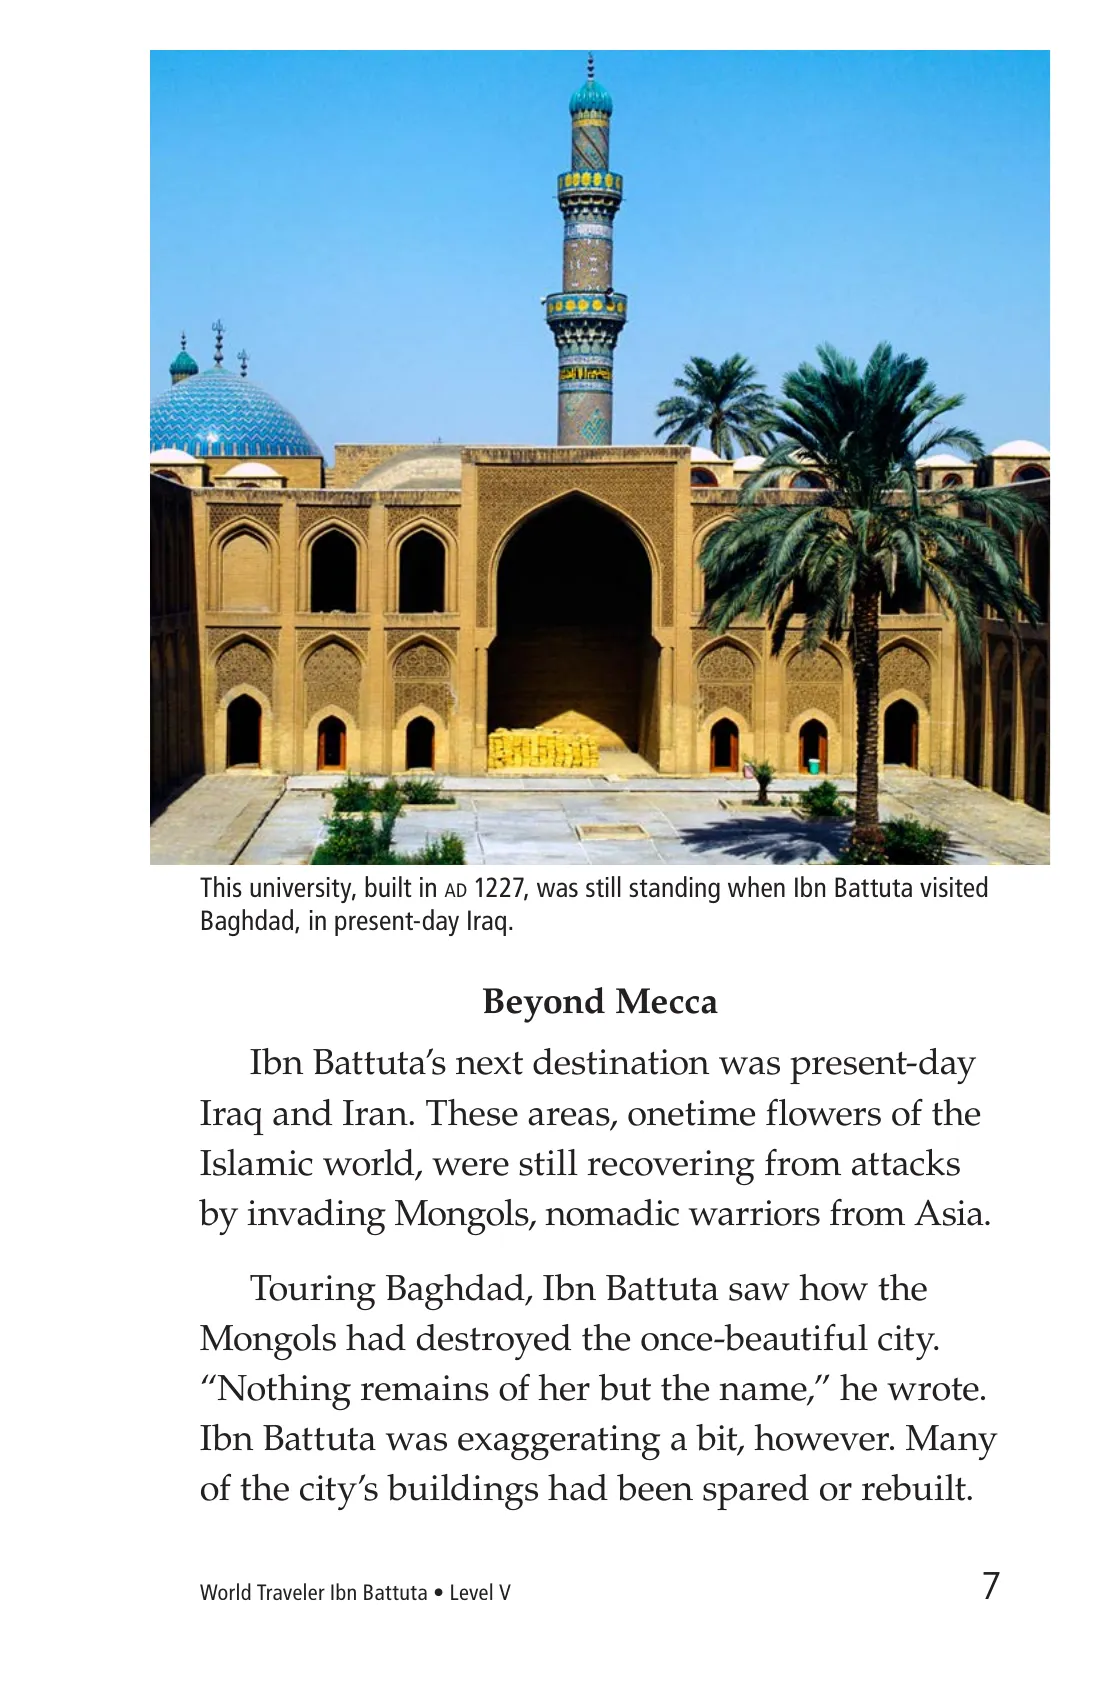 This university, built in AD 1227, was still standing when Ibn Battuta visited
Baghdad, in present-day Iraq.
Beyond Mecca
Ibn Battuta’s next destination was present-day
Iraq and Iran. These areas, onetime flowers of the
Islamic world, were still recovering from attacks
by invading Mongols, nomadic warriors from Asia.
Touring Baghdad, Ibn Battuta saw how the
Mongols had destroyed the once-beautiful city.
“Nothing remains of her but the name,” he wrote.
Ibn Battuta was exaggerating a bit, however. Many
of the city’s buildings had been spared or rebuilt.
World Traveler Ibn Battuta • Level V
7